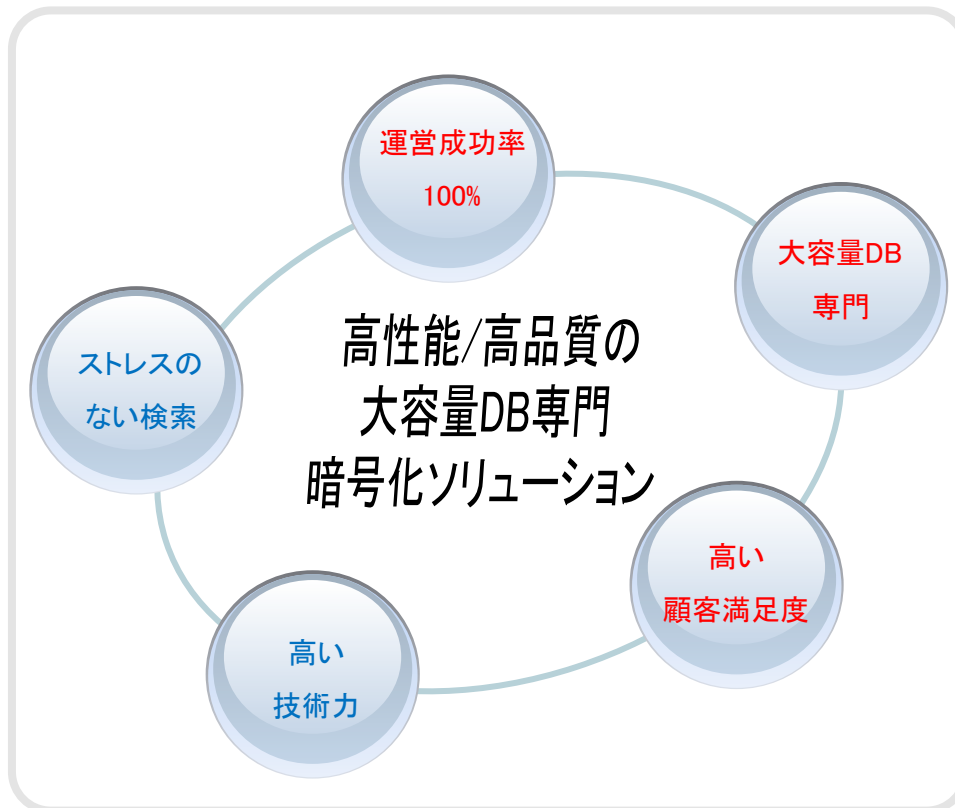 運営成功率
100%
大容量DB
専門
ストレスの
ない検索
高性能/高品質の
大容量DB専門
暗号化ソリューション
高い
顧客満足度
高い
技術力